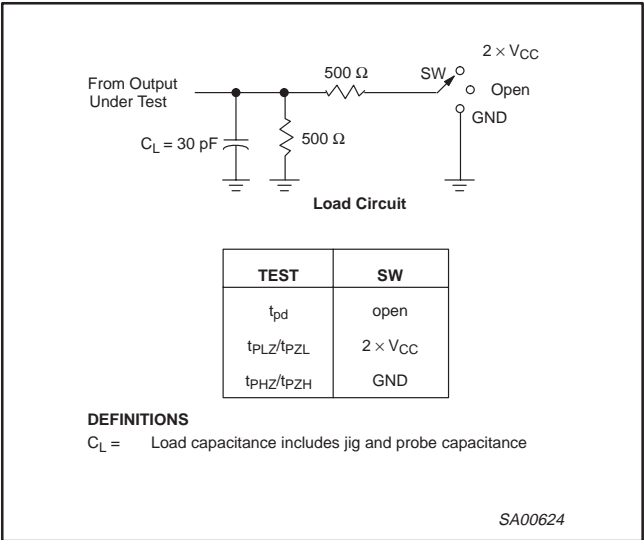 2 × VCC
500 Ω
SW
From Output
Under Test
Open
GND
CL = 30 pF
500 Ω
Load Circuit
TEST SW
tpd open
tPLZ/tPZL 2 × VCC
tPHZ/tPZH GND
DEFINITIONS
CL = Load capacitance includes jig and probe capacitance
SA00624